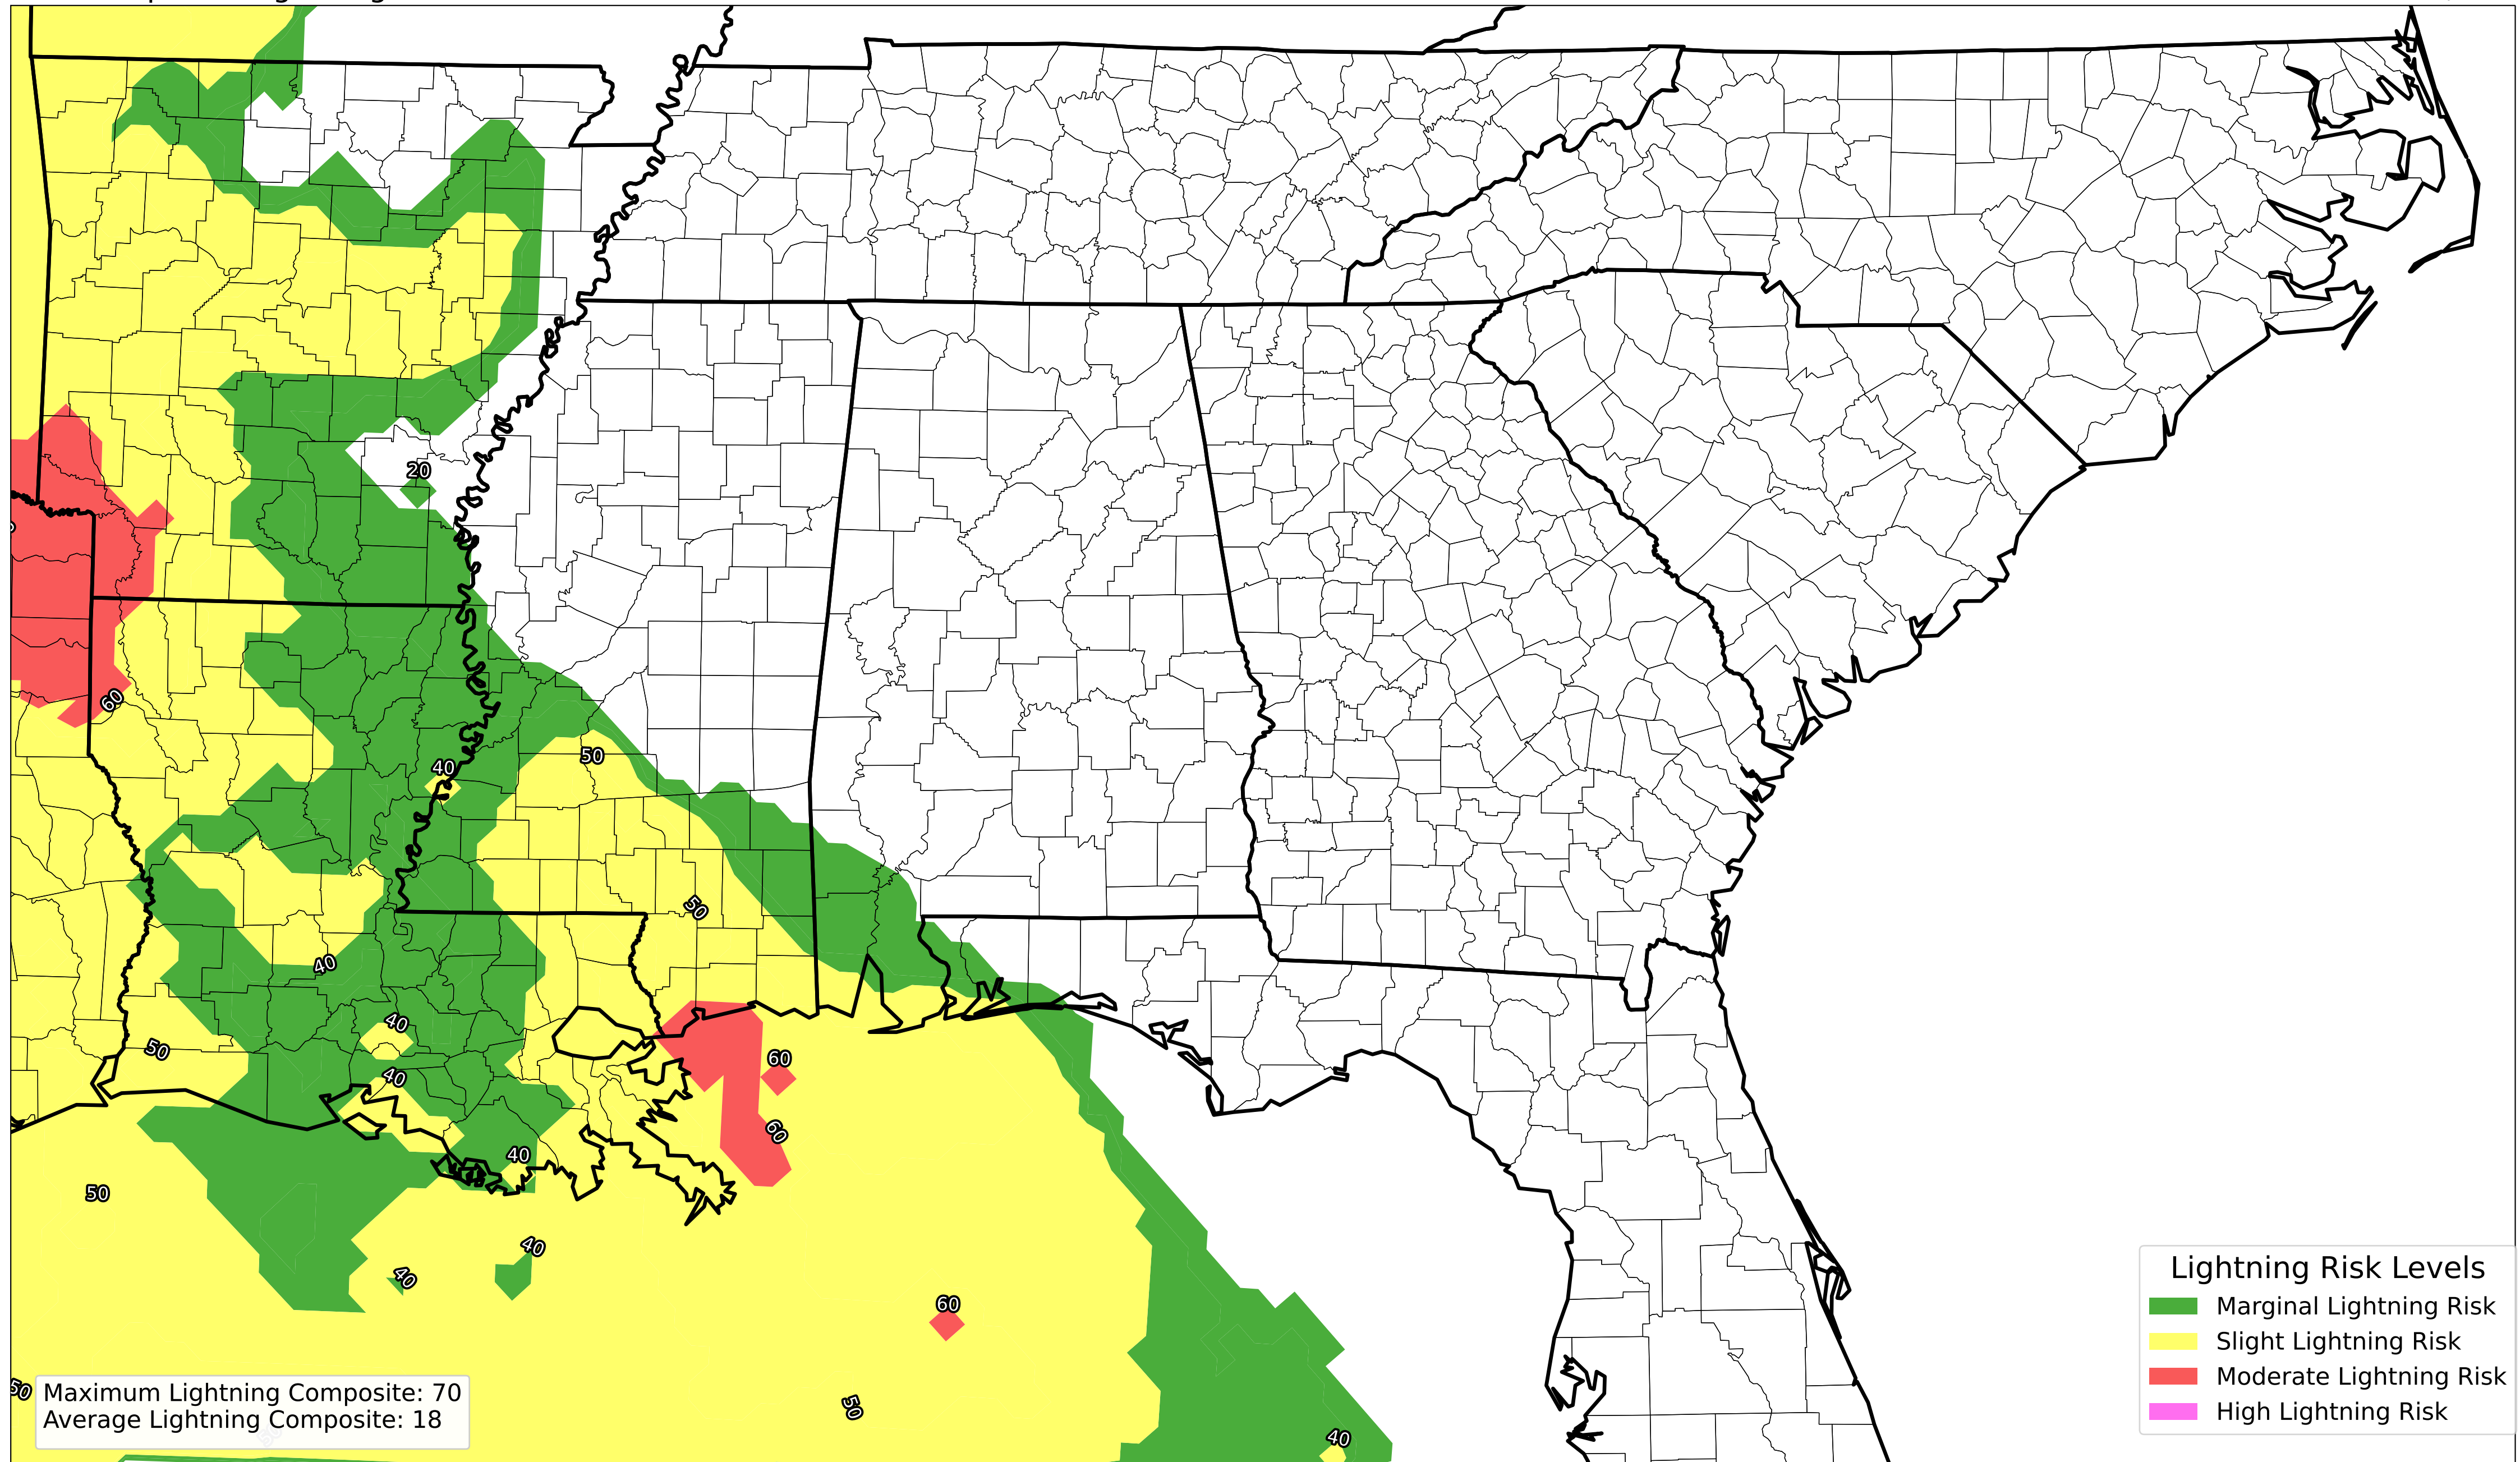 20
60
50
40
50
40
40
50
60
40
60
40
50
40
40
60
50
50
40
Lightning Risk Levels
Marginal Lightning Risk
Slight Lightning Risk
Moderate Lightning Risk
High Lightning Risk
Maximum Lightning Composite: 70
Average Lightning Composite: 18